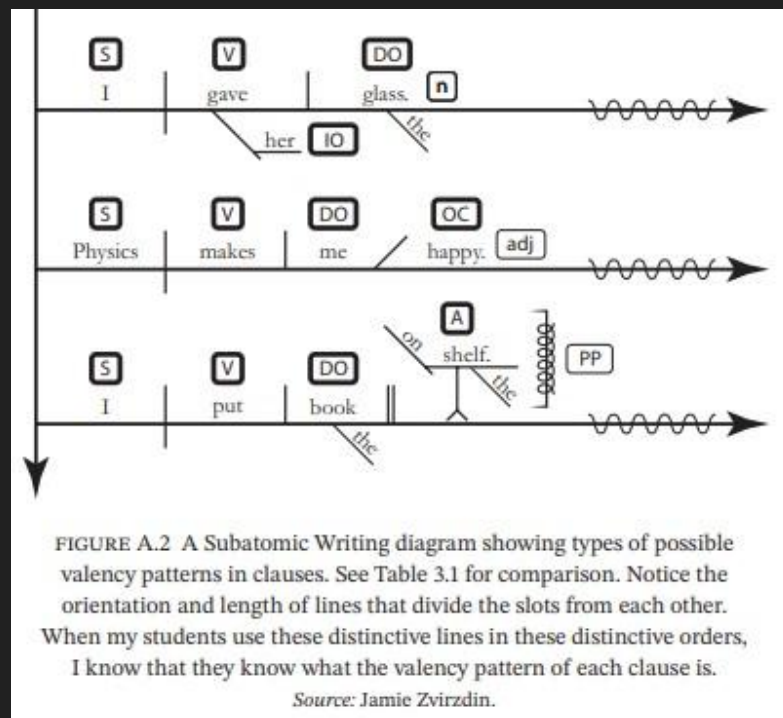 S V DO
I gave glass. n
her IO the
S V DO OC
Physics makes me happy. adj
A
on shelf. PP
S V DO the
I put book
the
FIGURE A.2 A Subatomic Writing diagram showing types of possible
valency patterns in clauses. See Table 3.1 for comparison. Notice the
orientation and length of lines that divide the slots from each other.
When my students use these distinctive lines in these distinctive orders,
I know that they know what the valency pattern of each clause is.
Source: Jamie Zvirzdin.